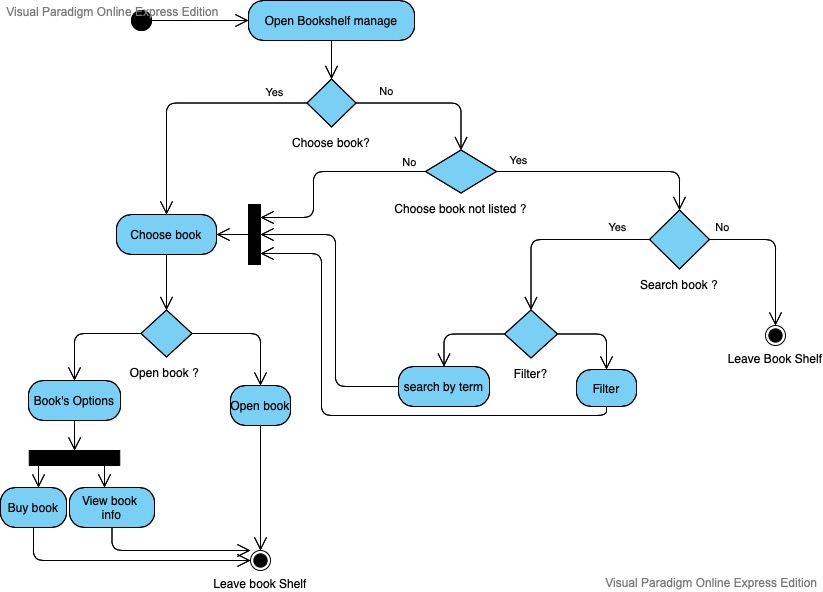 Visual Paradigm Online Express Edition
Open Bookshelf manage
Yes
No
Choose book?
No
Yes
Choose book not listed ?
Choose book
Yes
No
Search book ?
Leave Book Shelf
Open book ?
Filter?
Book's Options
Open book
search by term
Filter
Buy book
View book
info
Leave book Shelf
Visual Paradigm Online Express Edition